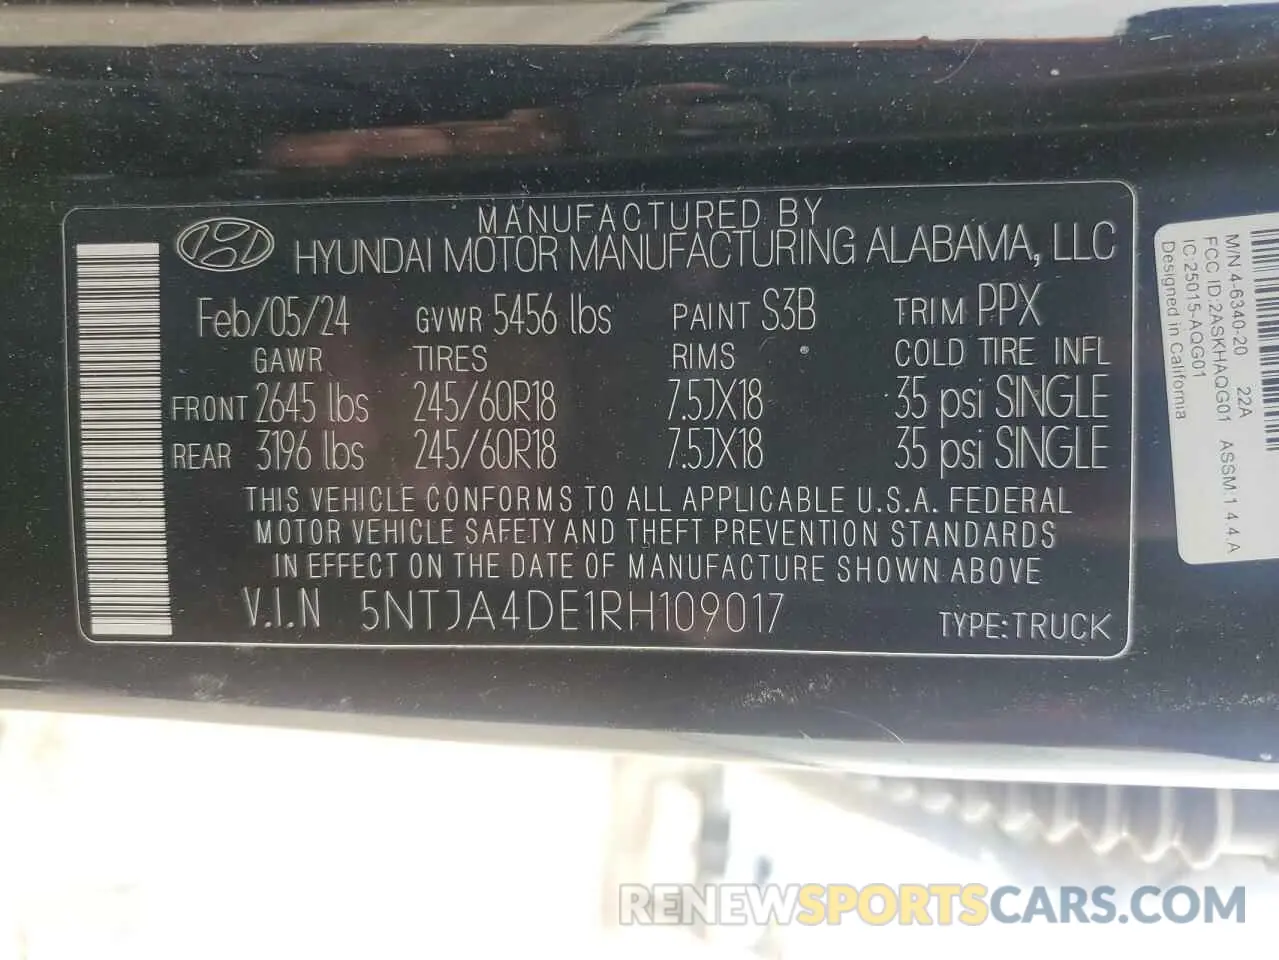 MANUFACTURED BY
HYUNDAI MOTOR MANUFACTURING ALABAMA, LLC
Feb/05/24 GVWR 5456 lbs PAINT S3B TRIM PPX
GAWR TIRES RIMS COLD TIRE INFL
FRONT 2645 lbs 245/60R18 7.5JX18 35 psi SINGLE
REAR 3196 lbs 245/60R18 7.5JX18 35 psi SINGLE
THIS VEHICLE CONFORMS TO ALL APPLICABLE U.S.A. FEDERAL
MOTOR VEHICLE SAFETY AND THEFT PREVENTION STANDARDS
IN EFFECT ON THE DATE OF MANUFACTURE SHOWN ABOVE
V.I.N 5NTJA4DE1RH109017 TYPE:TRUCK
M/N 4-6340-20 22A ASSM:1.4.4 A
FCC ID:2ASKHAQG01
IC:25015-AQG01
Designed in California
RENEWSPORTSCARS.COM